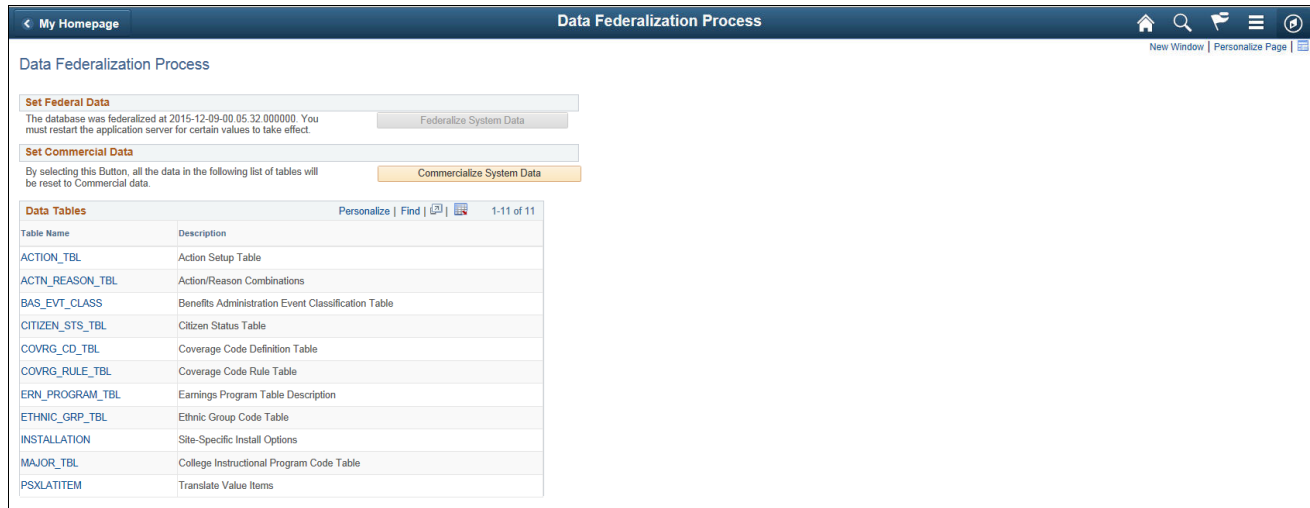 My Homepage
Data Federalization Process
New Window | Personalize Page |
Data Federalization Process
Set Federal Data
The database was federalized at 2015-12-09-00.05.32.000000. You
must restart the application server for certain values to take effect.
Federalize System Data
Set Commercial Data
By selecting this Button, all the data in the following list of tables will
be reset to Commercial data.
Commercialize System Data
Data Tables
Personalize | Find | | 1-11 of 11
Table Name Description
ACTION_TBL Action Setup Table
ACTN_REASON_TBL Action/Reason Combinations
BAS_EVT_CLASS Benefits Administration Event Classification Table
CITIZEN_STS_TBL Citizen Status Table
COVRG_CD_TBL Coverage Code Definition Table
COVRG_RULE_TBL Coverage Code Rule Table
ERN_PROGRAM_TBL Earnings Program Table Description
ETHNIC_GRP_TBL Ethnic Group Code Table
INSTALLATION Site-Specific Install Options
MAJOR_TBL College Instructional Program Code Table
PSXLATITEM Translate Value Items